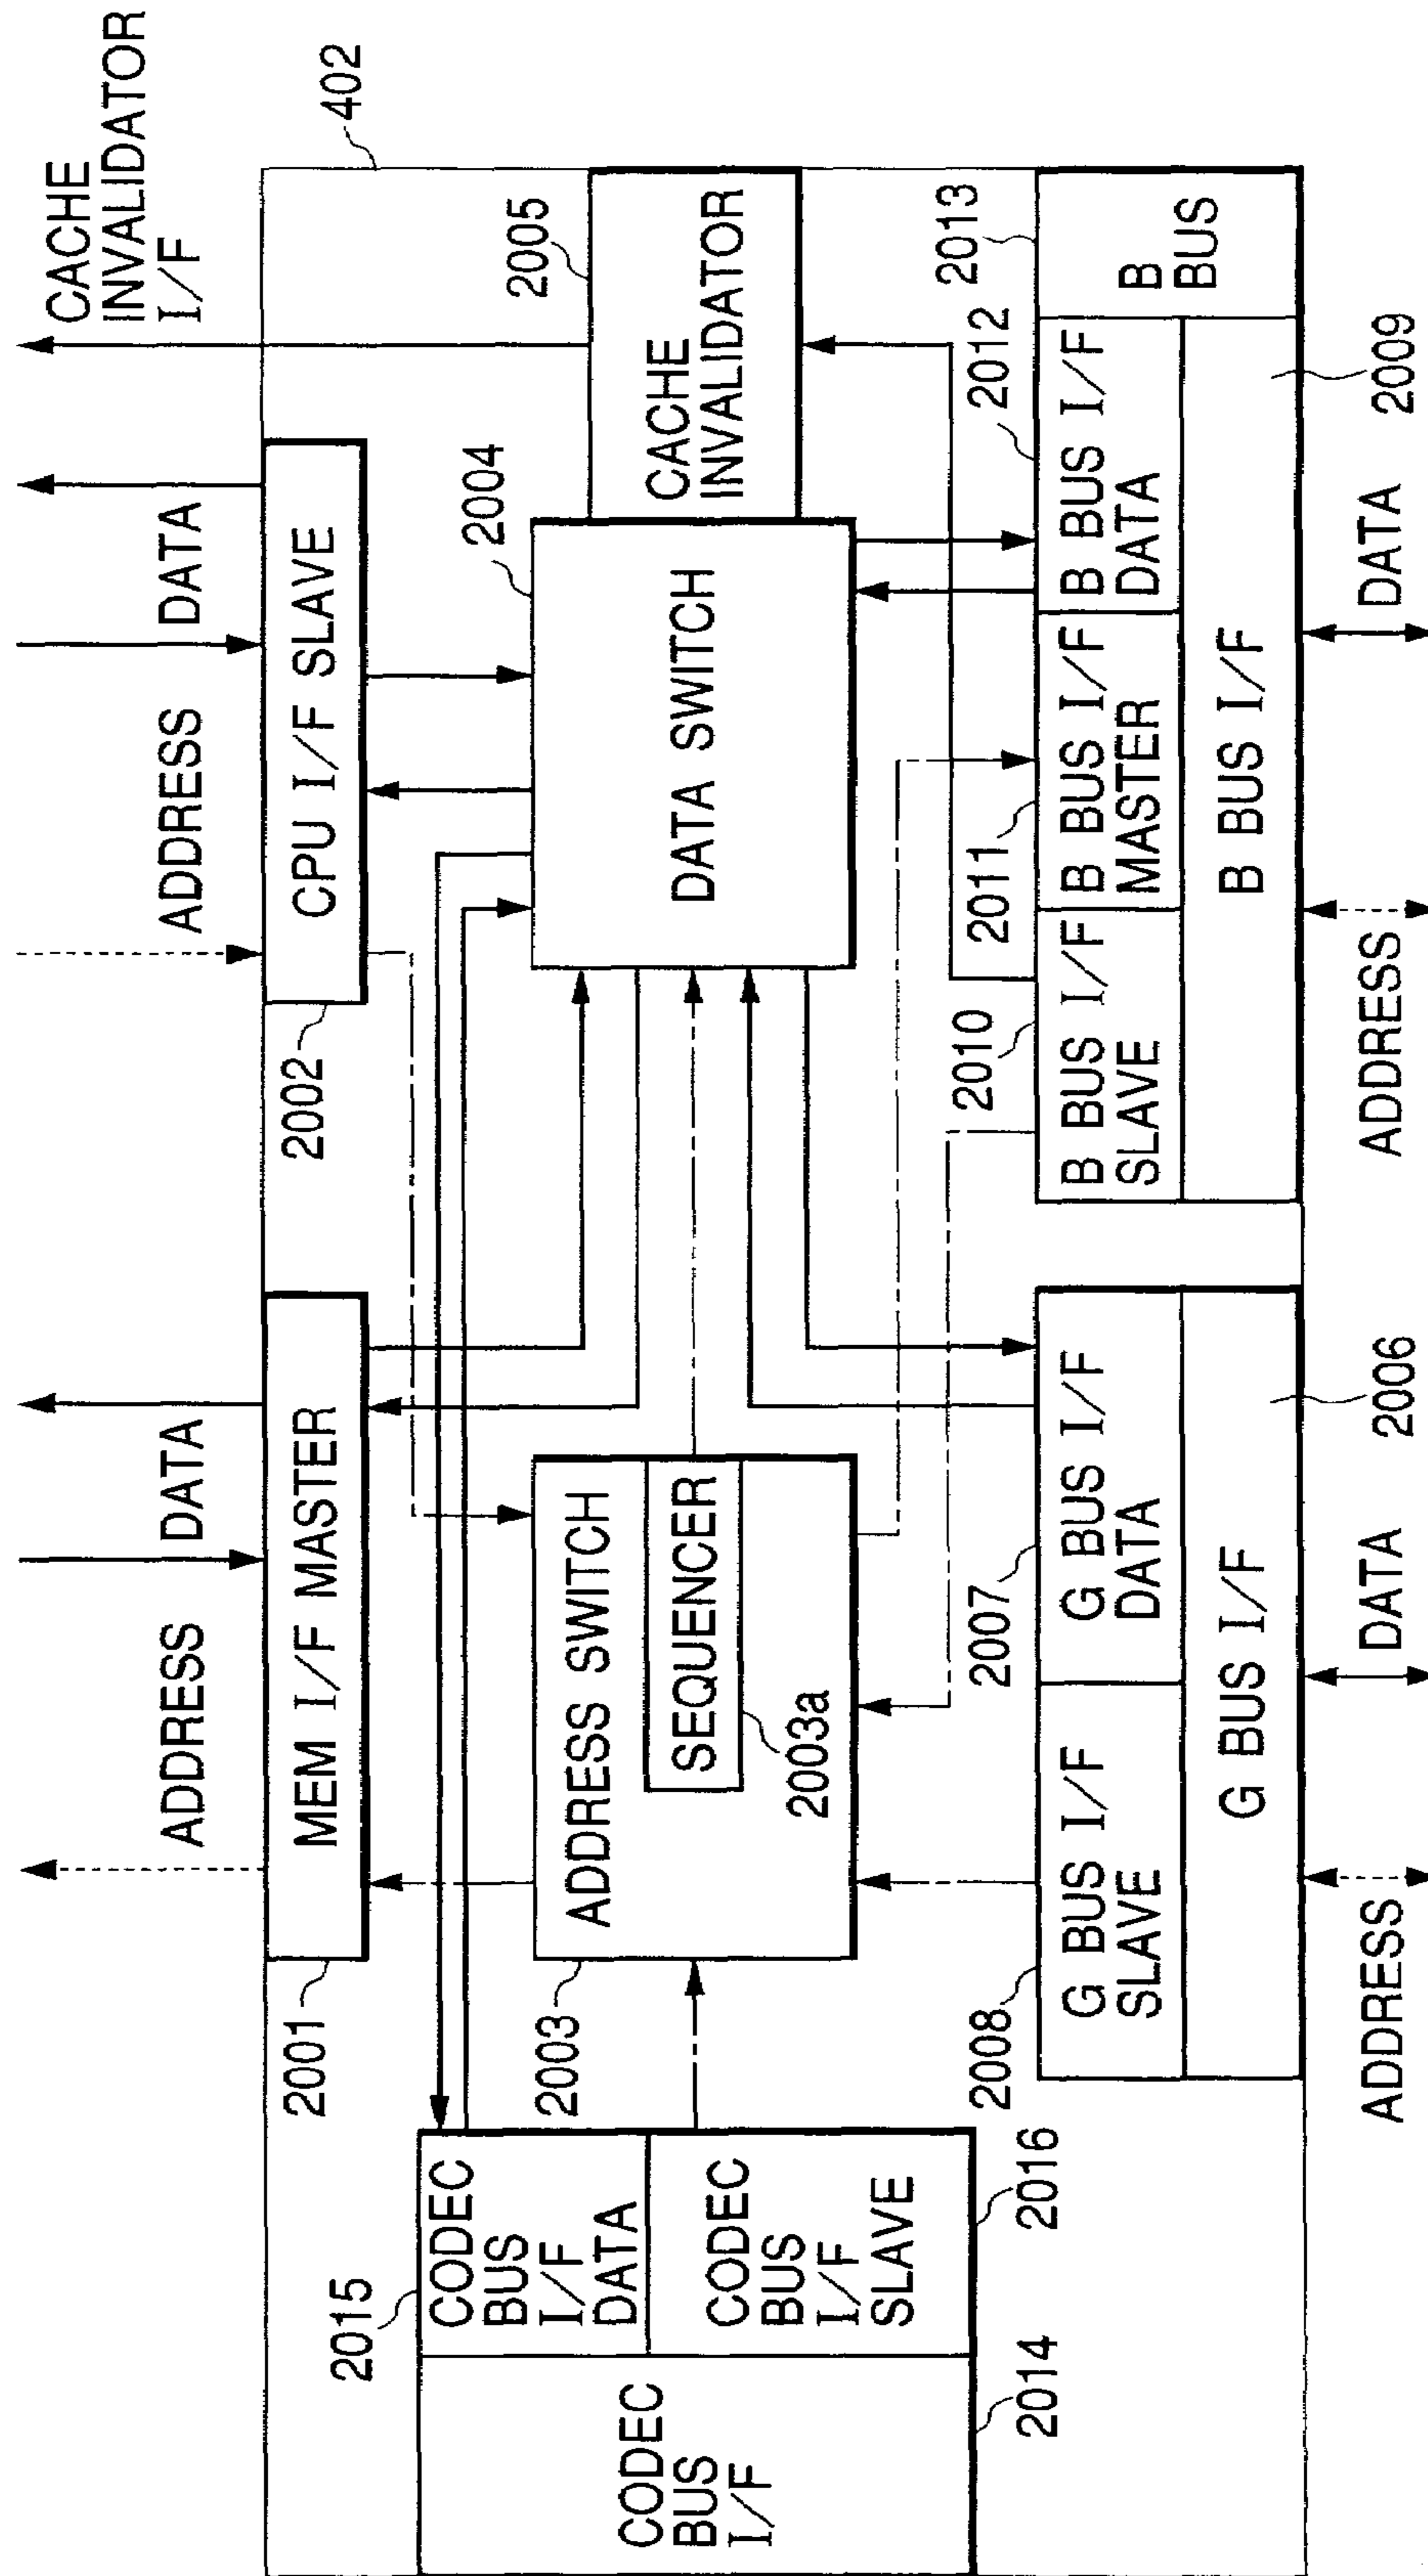 CACHE
INVALIDATOR
I/F
402
ADDRESS
DATA
ADDRESS
DATA
2001
MEM I/F MASTER
2002
CPU I/F SLAVE
2015
CODEC
BUS
I/F
DATA
CODEC
BUS
I/F
SLAVE
2016
CODEC
BUS
I/F
2014
2003
ADDRESS SWITCH
SEQUENCER
2003a
2004
DATA SWITCH
2005
CACHE
INVALIDATOR
2008
G BUS I/F
SLAVE
2007
G BUS I/F
DATA
G BUS I/F
2006
2010
B BUS I/F
SLAVE
2011
B BUS I/F
MASTER
2012
B BUS I/F
DATA
2013
B
BUS
B BUS I/F
2009
ADDRESS
DATA
ADDRESS
DATA